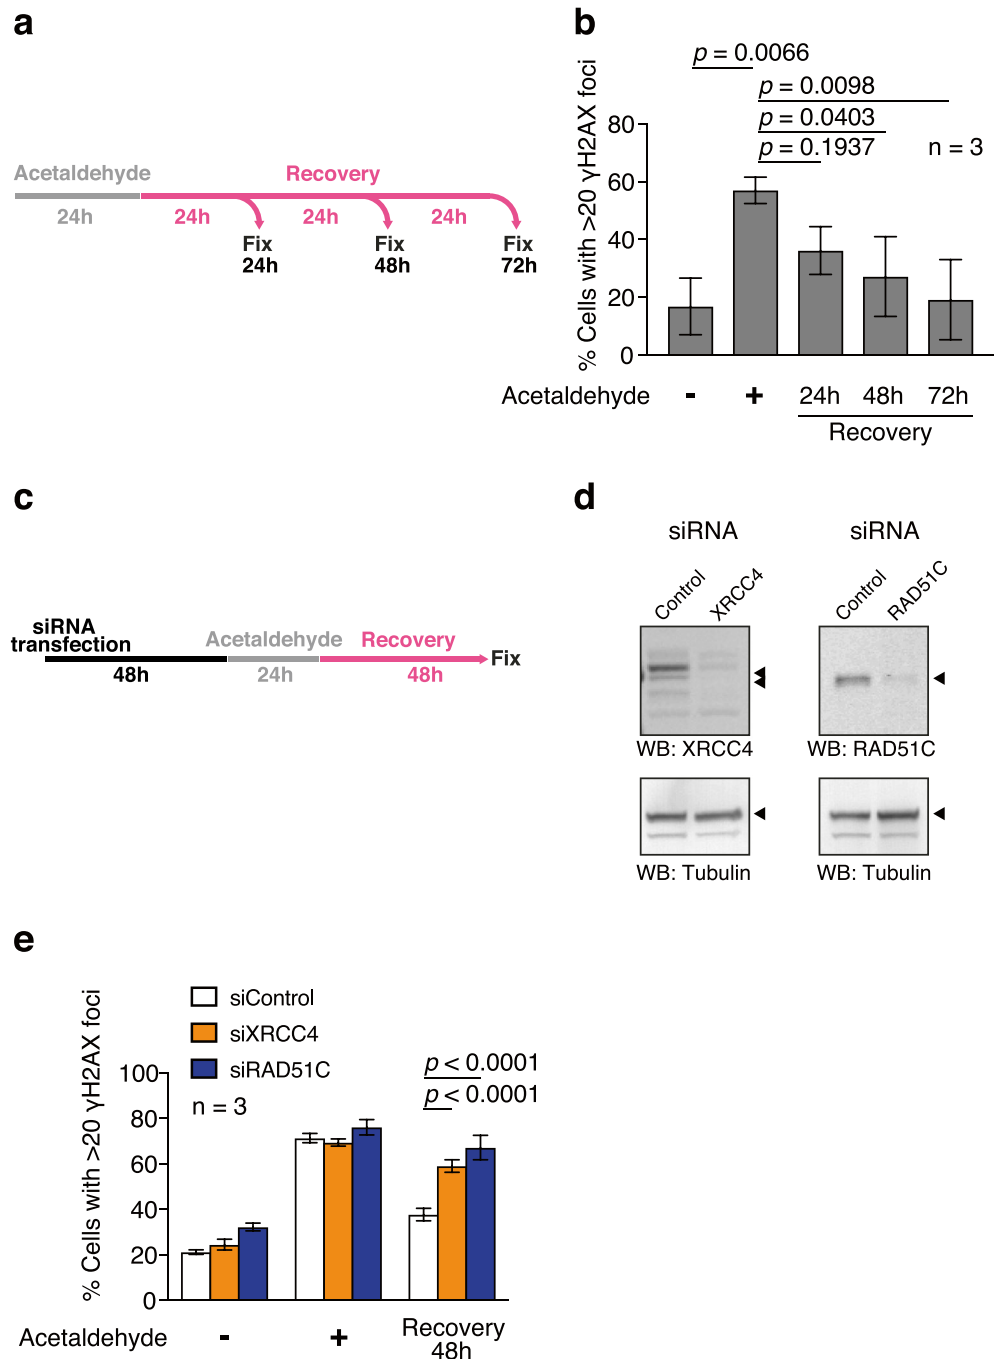 a
Acetaldehyde Recovery
24h 24h 24h 24h
Fix Fix Fix
24h 48h 72h
b
p = 0.0066
p = 0.0098
p = 0.0403
p = 0.1937
n = 3
% Cells with >20 γH2AX foci
80
60
40
20
0
Acetaldehyde - + 24h 48h 72h
Recovery
c
siRNA
transfection Acetaldehyde Recovery
Fix
48h 24h 48h
d
siRNA siRNA
Control XRCC4 Control RAD51C
WB: XRCC4 WB: RAD51C
WB: Tubulin WB: Tubulin
e
siControl
siXRCC4
siRAD51C
n = 3
p < 0.0001
p < 0.0001
% Cells with >20 γH2AX foci
100
80
60
40
20
0
Acetaldehyde - + Recovery
48h